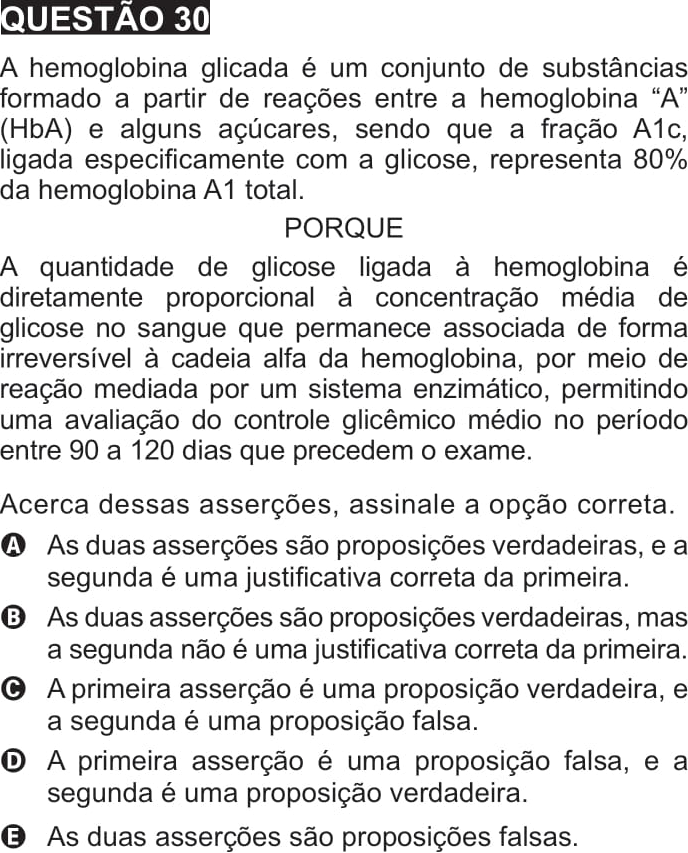 QUESTÃO 30
A hemoglobina glicada é um conjunto de substâncias
formado a partir de reações entre a hemoglobina “A”
(HbA) e alguns açúcares, sendo que a fração A1c,
ligada especificamente com a glicose, representa 80%
da hemoglobina A1 total.
PORQUE
A quantidade de glicose ligada à hemoglobina é
diretamente proporcional à concentração média de
glicose no sangue que permanece associada de forma
irreversível à cadeia alfa da hemoglobina, por meio de
reação mediada por um sistema enzimático, permitindo
uma avaliação do controle glicêmico médio no período
entre 90 a 120 dias que precedem o exame.
Acerca dessas asserções, assinale a opção correta.
A As duas asserções são proposições verdadeiras, e a
segunda é uma justificativa correta da primeira.
B As duas asserções são proposições verdadeiras, mas
a segunda não é uma justificativa correta da primeira.
C A primeira asserção é uma proposição verdadeira, e
a segunda é uma proposição falsa.
D A primeira asserção é uma proposição falsa, e a
segunda é uma proposição verdadeira.
E As duas asserções são proposições falsas.